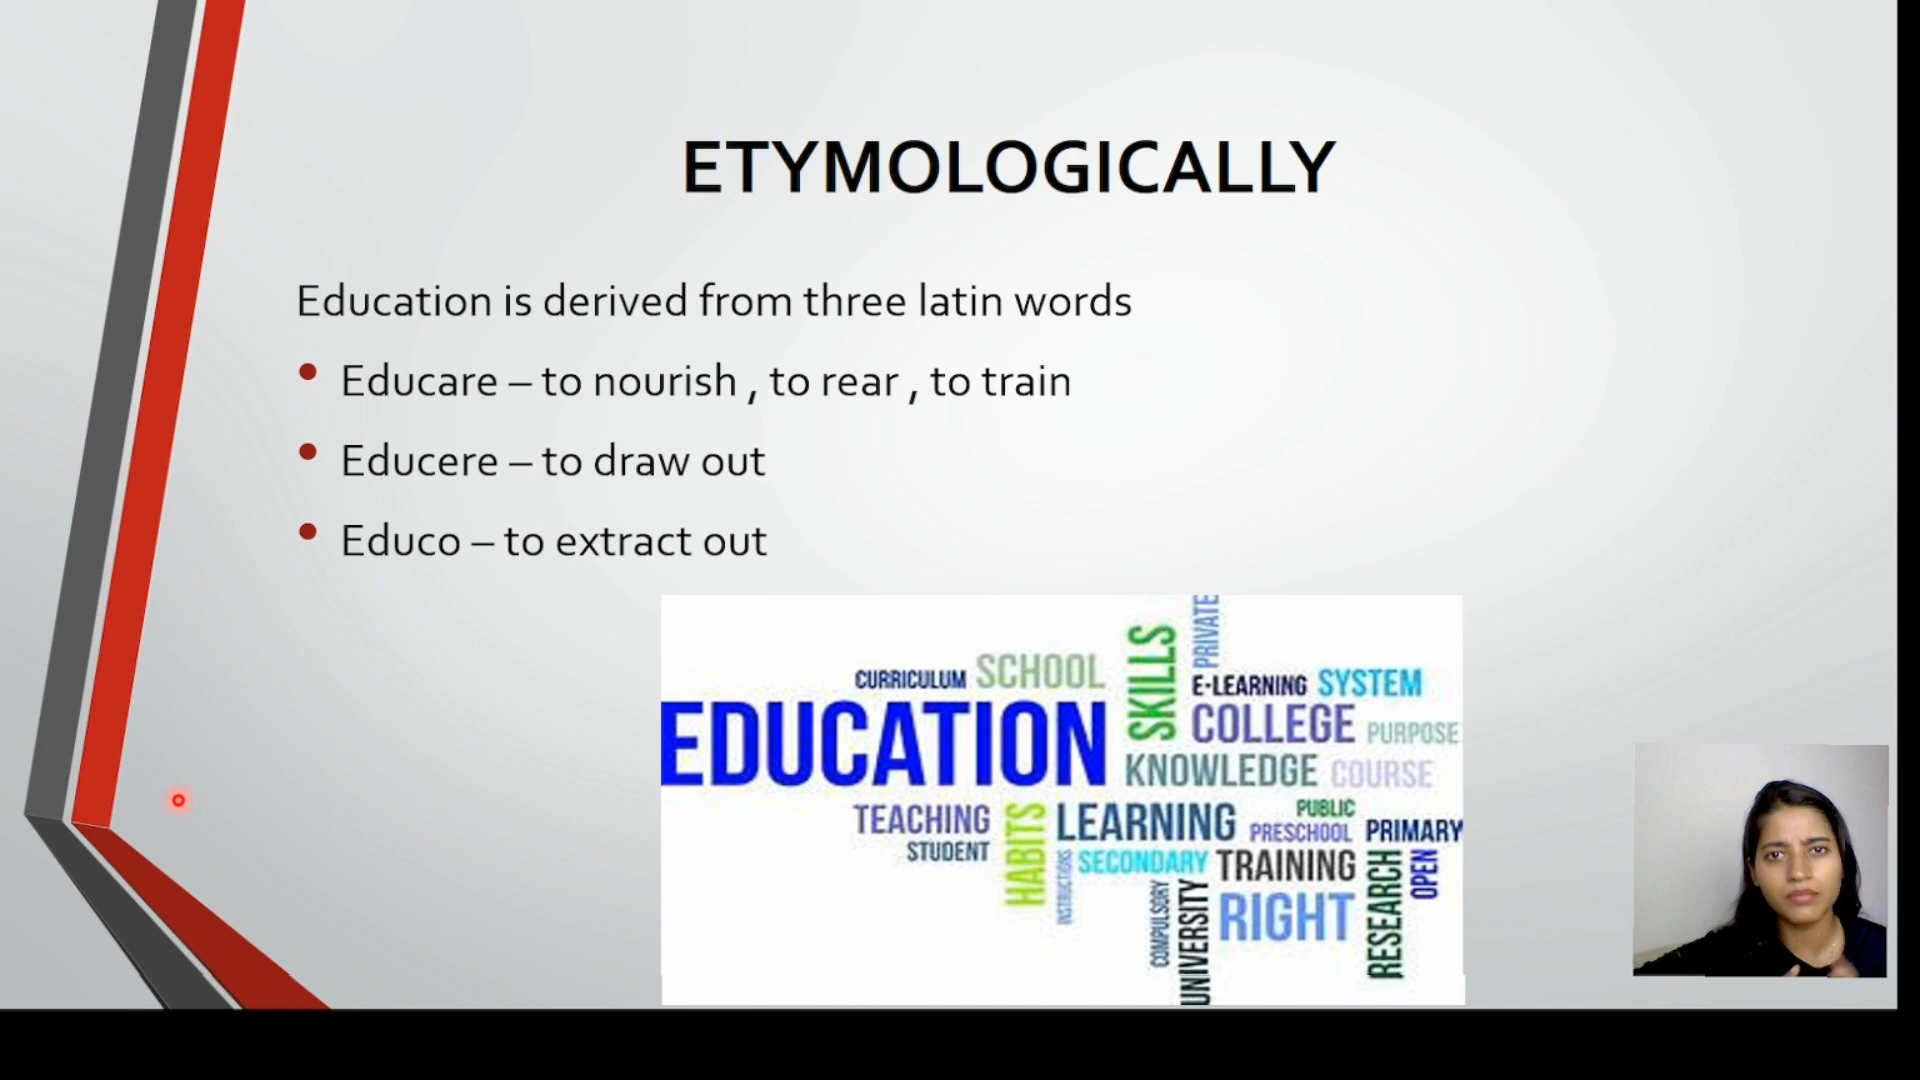 ETYMOLOGICALLY
Education is derived from three latin words
• Educare – to nourish , to rear , to train
• Educere – to draw out
• Educo – to extract out
PRIVATE
SKILLS
CURRICULUM SCHOOL
E-LEARNING SYSTEM
EDUCATION
COLLEGE PURPOSE
KNOWLEDGE COURSE
TEACHING
HABITS
LEARNING
PUBLIC
PRESCHOOL PRIMARY
STUDENT
INSTRUCTIONS
SECONDARY TRAINING
OPEN
COMPULSORY
UNIVERSITY
RIGHT
RESEARCH